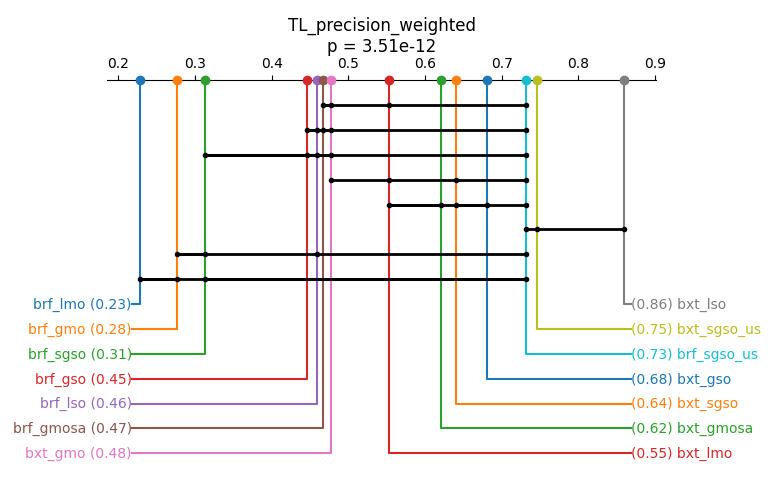 TL_precision_weighted
p = 3.51e-12
0.2 0.3 0.4 0.5 0.6 0.7 0.8 0.9
brf_lmo (0.23) (0.86) bxt_lso
brf_gmo (0.28) (0.75) bxt_sgso_us
brf_sgso (0.31) (0.73) brf_sgso_us
brf_gso (0.45) (0.68) bxt_gso
brf_lso (0.46) (0.64) bxt_sgso
brf_gmosa (0.47) (0.62) bxt_gmosa
bxt_gmo (0.48) (0.55) bxt_lmo